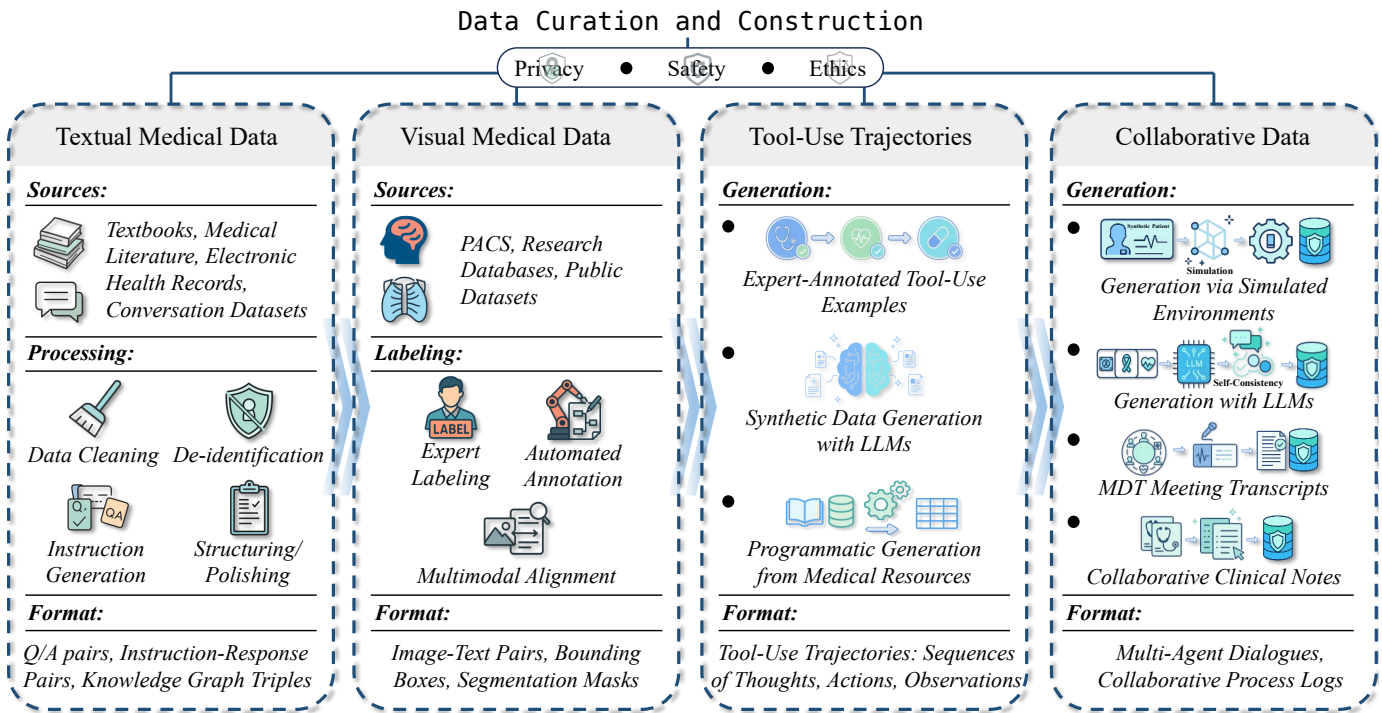 Data Curation and Construction
Privacy ● Safety ● Ethics
Textual Medical Data
Sources:
Textbooks, Medical
Literature, Electronic
Health Records,
Conversation Datasets
Processing:
Data Cleaning
De-identification
Q
QA
Instruction
Generation
Structuring/
Polishing
Format:
Q/A pairs, Instruction-Response
Pairs, Knowledge Graph Triples
Visual Medical Data
Sources:
PACS, Research
Databases, Public
Datasets
Labeling:
LABEL
Expert
Labeling
Automated
Annotation
Multimodal Alignment
Format:
Image-Text Pairs, Bounding
Boxes, Segmentation Masks
Tool-Use Trajectories
Generation:
● Expert-Annotated Tool-Use
Examples
● Synthetic Data Generation
with LLMs
● Programmatic Generation
from Medical Resources
Format:
Tool-Use Trajectories: Sequences
of Thoughts, Actions, Observations
Collaborative Data
Generation:
● Synthetic Patient
Simulation
Generation via Simulated
Environments
● LLM
Self-Consistency
Generation with LLMs
● MDT Meeting Transcripts
● Collaborative Clinical Notes
Format:
Multi-Agent Dialogues,
Collaborative Process Logs